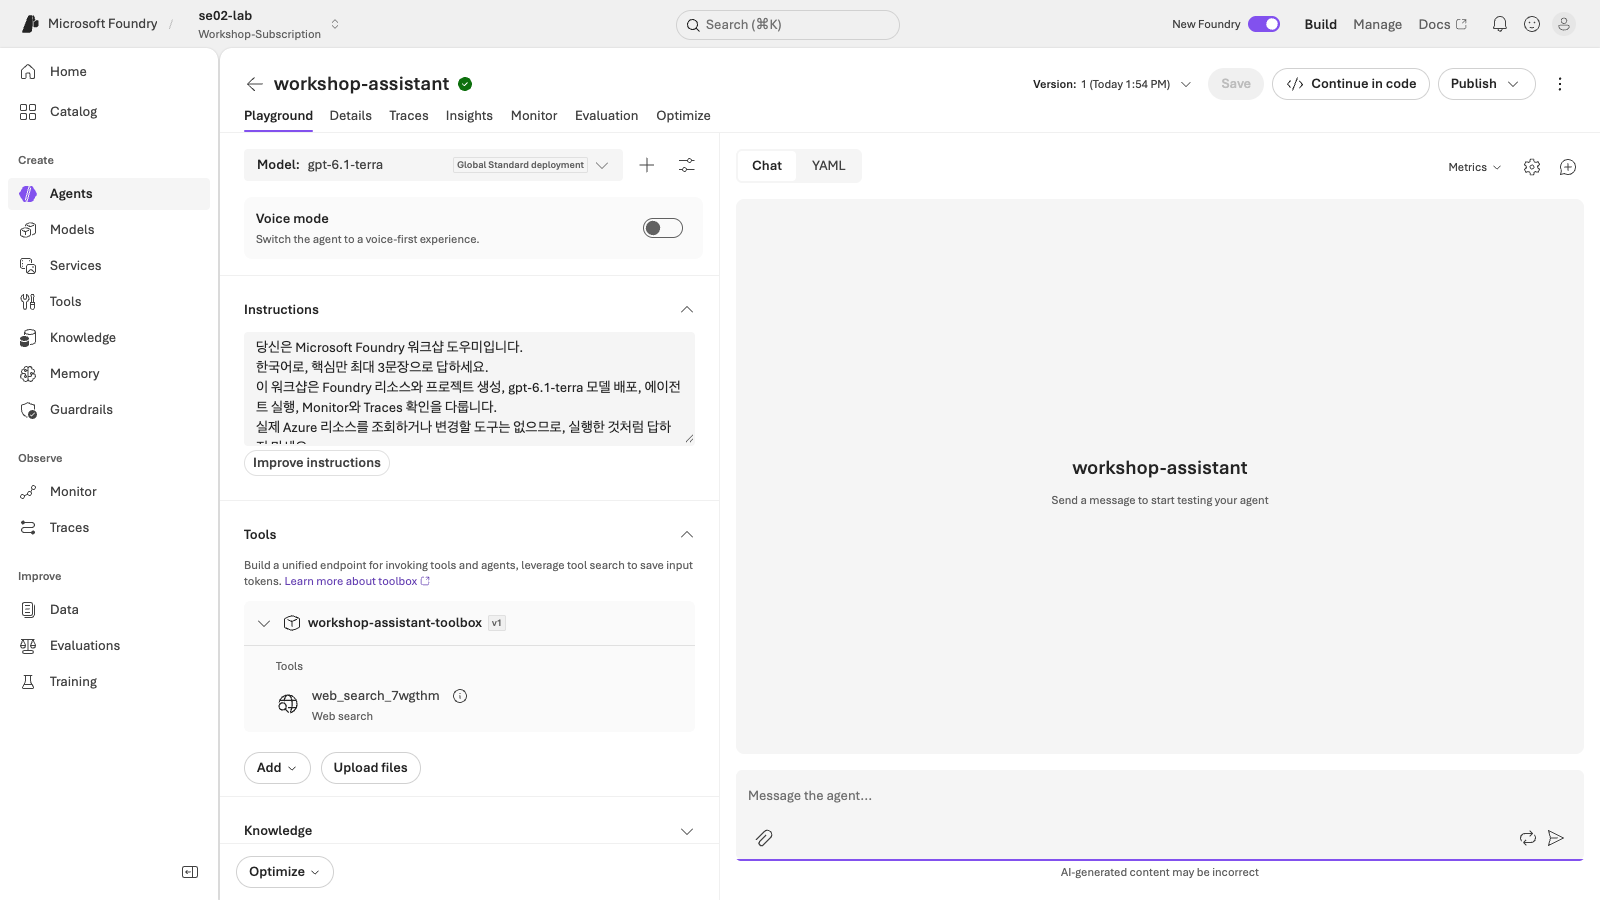 Microsoft Foundry
/
se02-lab
Workshop-Subscription
Search (⌘K)
New Foundry
Build
Manage
Docs
Home
Catalog
Create
Agents
Models
Services
Tools
Knowledge
Memory
Guardrails
Observe
Monitor
Traces
Improve
Data
Evaluations
Training
workshop-assistant
Version: 1 (Today 1:54 PM)
Save
Continue in code
Publish
Playground
Details
Traces
Insights
Monitor
Evaluation
Optimize
Model: gpt-6.1-terra
Global Standard deployment
Voice mode
Switch the agent to a voice-first experience.
Instructions
당신은 Microsoft Foundry 워크샵 도우미입니다.
한국어로, 핵심만 최대 3문장으로 답하세요.
이 워크샵은 Foundry 리소스와 프로젝트 생성, gpt-6.1-terra 모델 배포, 에이전
트 실행, Monitor와 Traces 확인을 다룹니다.
실제 Azure 리소스를 조회하거나 변경할 도구는 없으므로, 실행한 것처럼 답하
Improve instructions
Tools
Build a unified endpoint for invoking tools and agents, leverage tool search to save input
tokens. Learn more about toolbox
workshop-assistant-toolbox v1
Tools
web_search_7wgthm
Web search
Add
Upload files
Knowledge
Optimize
Chat
YAML
Metrics
workshop-assistant
Send a message to start testing your agent
Message the agent...
AI-generated content may be incorrect